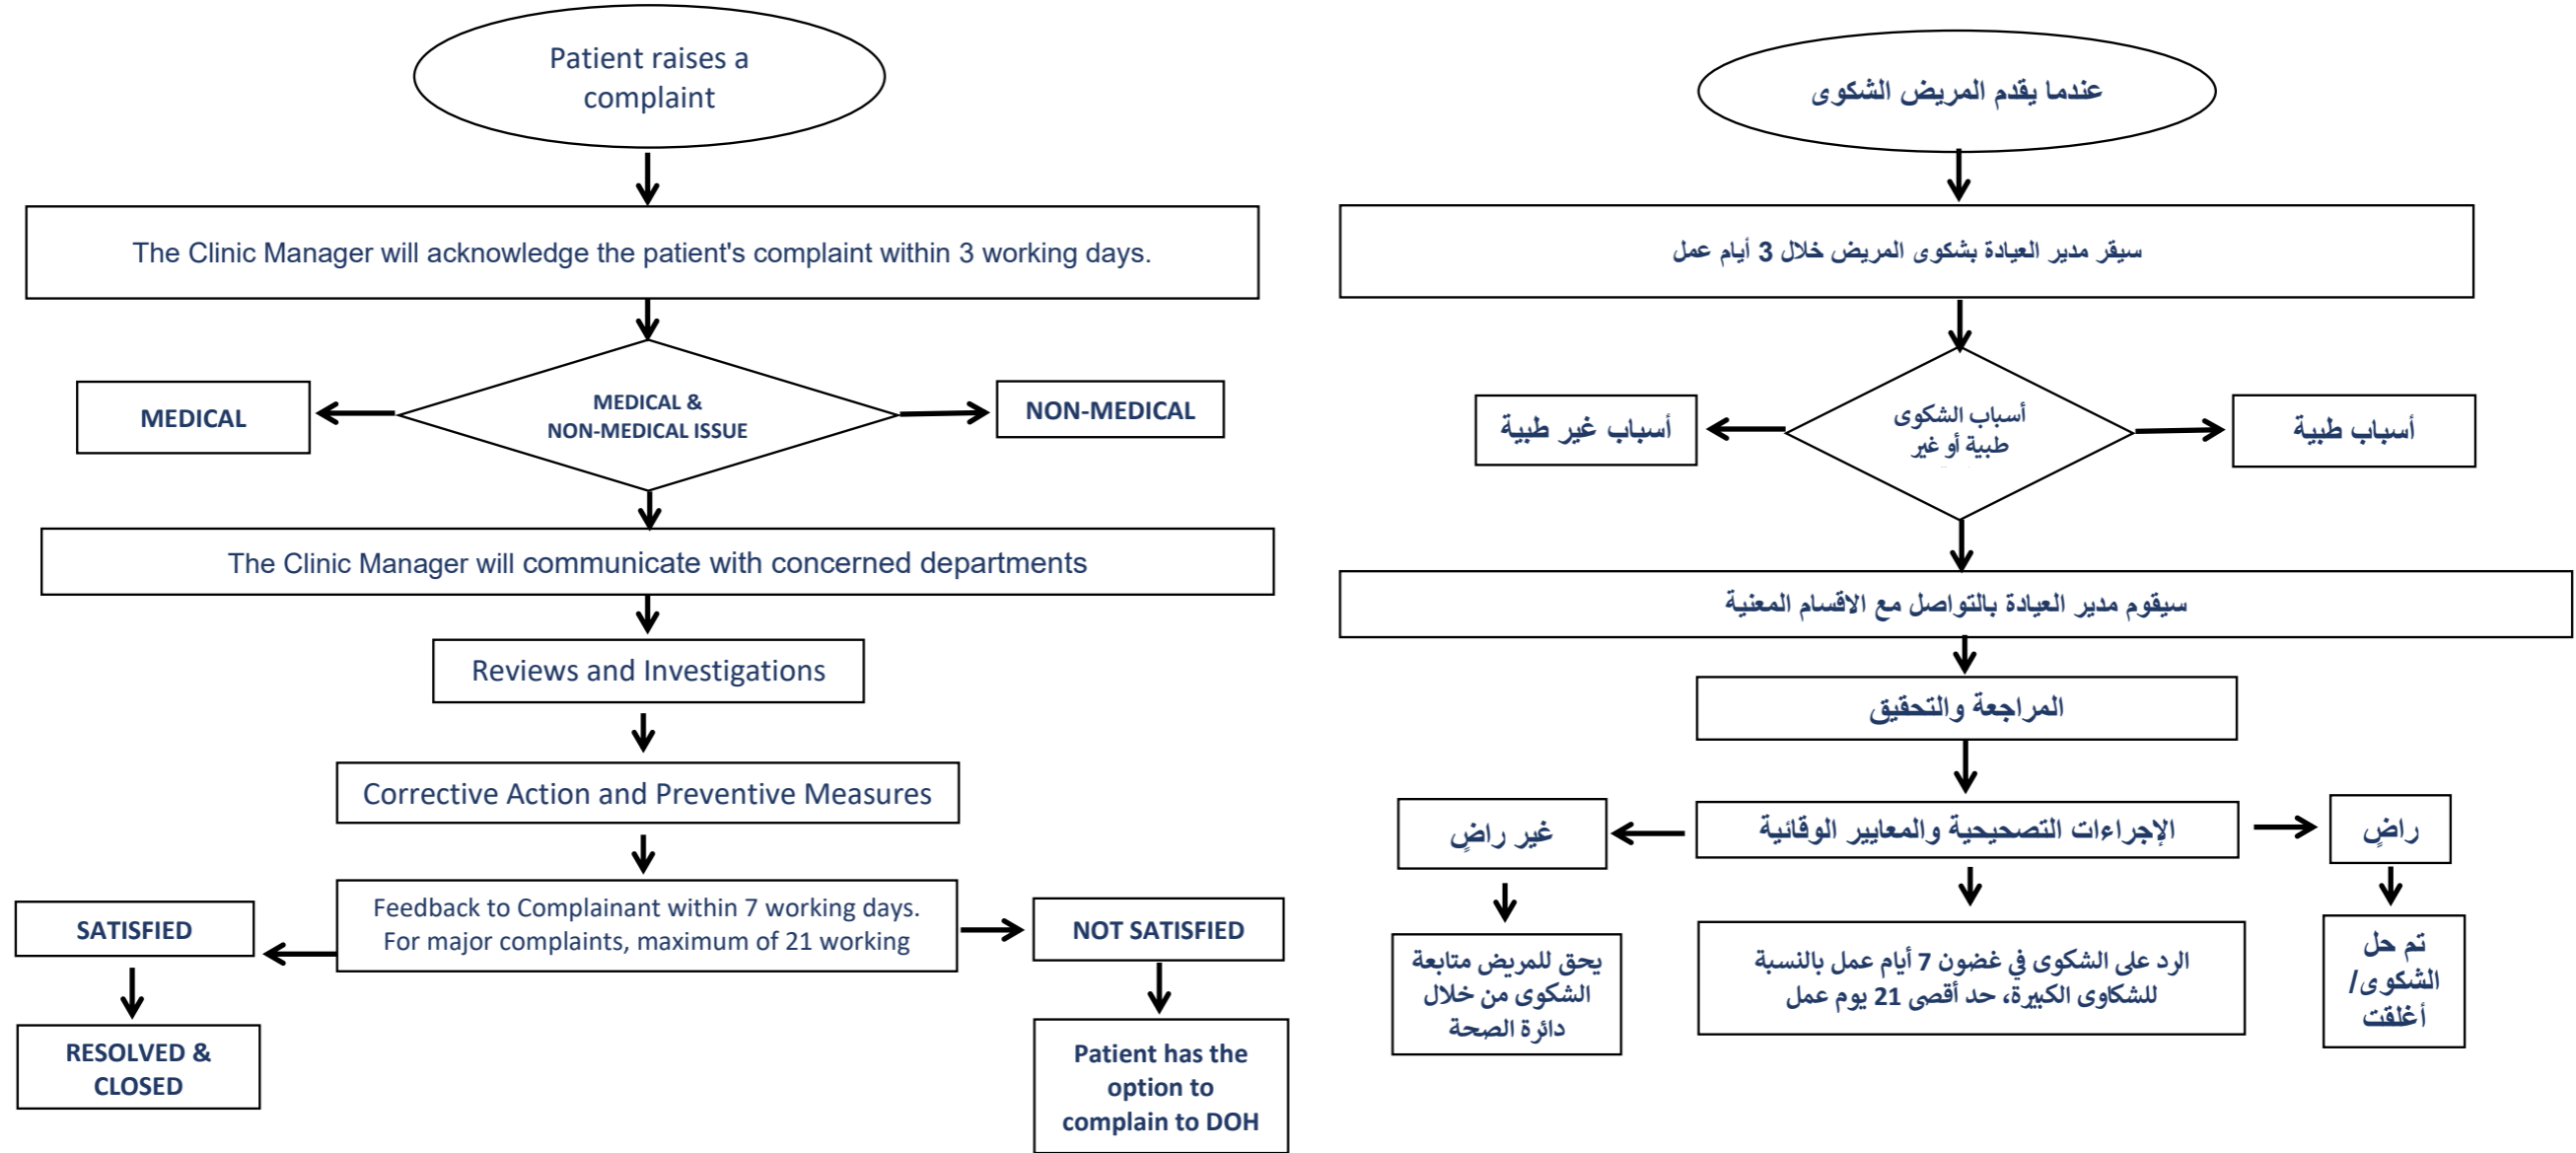 Patient raises a
complaint
The Clinic Manager will acknowledge the patient's complaint within 3 working days.
MEDICAL
MEDICAL &
NON-MEDICAL ISSUE
NON-MEDICAL
The Clinic Manager will communicate with concerned departments
Reviews and Investigations
Corrective Action and Preventive Measures
Feedback to Complainant within 7 working days.
For major complaints, maximum of 21 working
SATISFIED
RESOLVED &
CLOSED
NOT SATISFIED
Patient has the
option to
complain to DOH
عندما يقدم المريض الشكوى
سيقر مدير العيادة بشكوى المريض خلال 3 أيام عمل
أسباب طبية
أسباب الشكوى
طبية أو غير
أسباب غير طبية
سيقوم مدير العيادة بالتواصل مع الاقسام المعنية
المراجعة والتحقيق
الإجراءات التصحيحية والمعايير الوقائية
راضٍ
تم حل
الشكوى/
أغلقت
الرد على الشكوى في غضون 7 أيام عمل بالنسبة
للشكاوى الكبيرة، حد أقصى 21 يوم عمل
غير راضٍ
يحق للمريض متابعة
الشكوى من خلال
دائرة الصحة